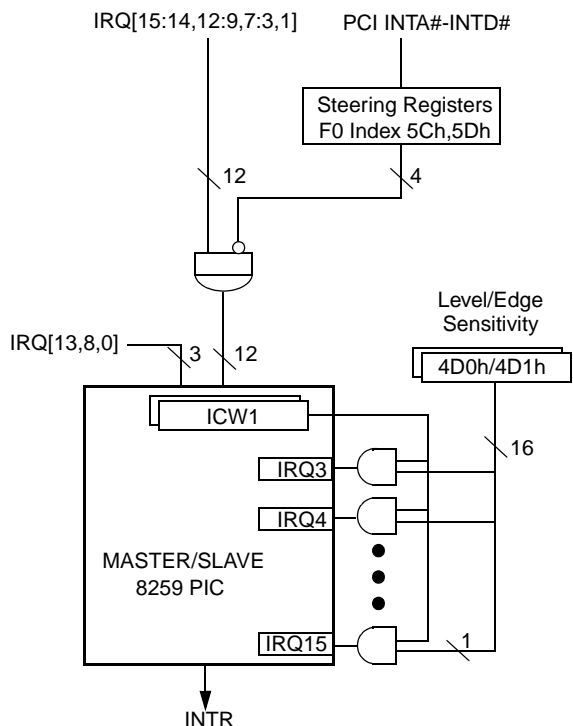 IRQ[15:14,12:9,7:3,1]
PCI INTA#-INTD#
Steering Registers
F0 Index 5Ch,5Dh
12
4
Level/Edge
Sensitivity
4D0h/4D1h
IRQ[13,8,0]
3
12
ICW1
16
IRQ3
IRQ4
MASTER/SLAVE
8259 PIC
IRQ15
1
INTR